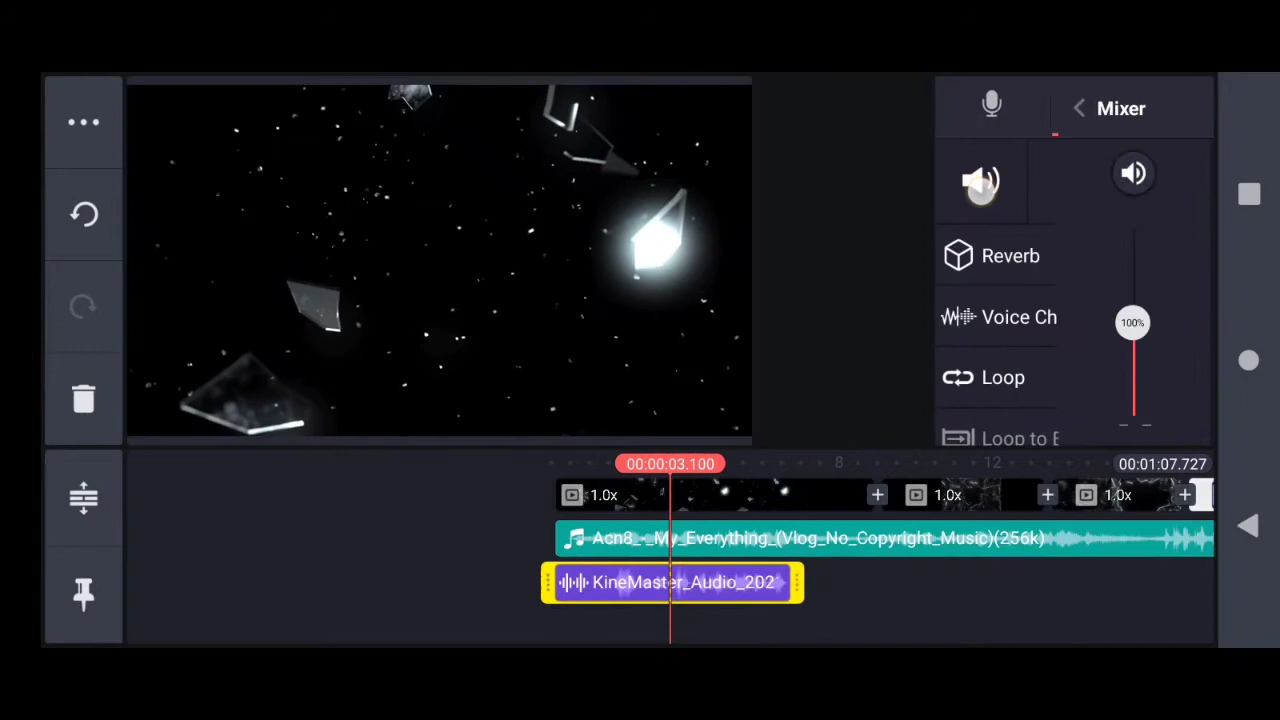 Mixer
Reverb
Voice Ch
100%
Loop
Loop to E
00:00:03.100
8
12
00:01:07.727
1.0x
1.0x
1.0x
Acn8_-_My_Everything_(Vlog_No_Copyright_Music)(256k)
KineMaster_Audio_202